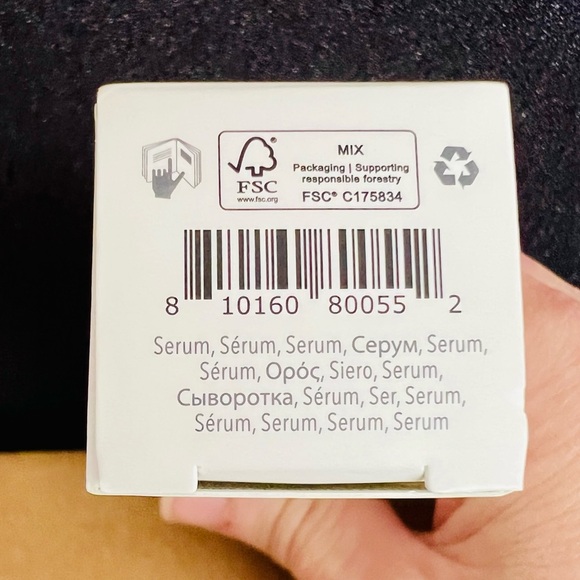 MIX
Packaging | Supporting
responsible forestry
FSC
www.fsc.org
FSC® C175834
8 10160 80055 2
Serum, Sérum, Serum, Серум, Serum,
Sérum, Ορός, Siero, Serum,
Сыворотка, Sérum, Ser, Serum,
Sérum, Serum, Serum, Serum